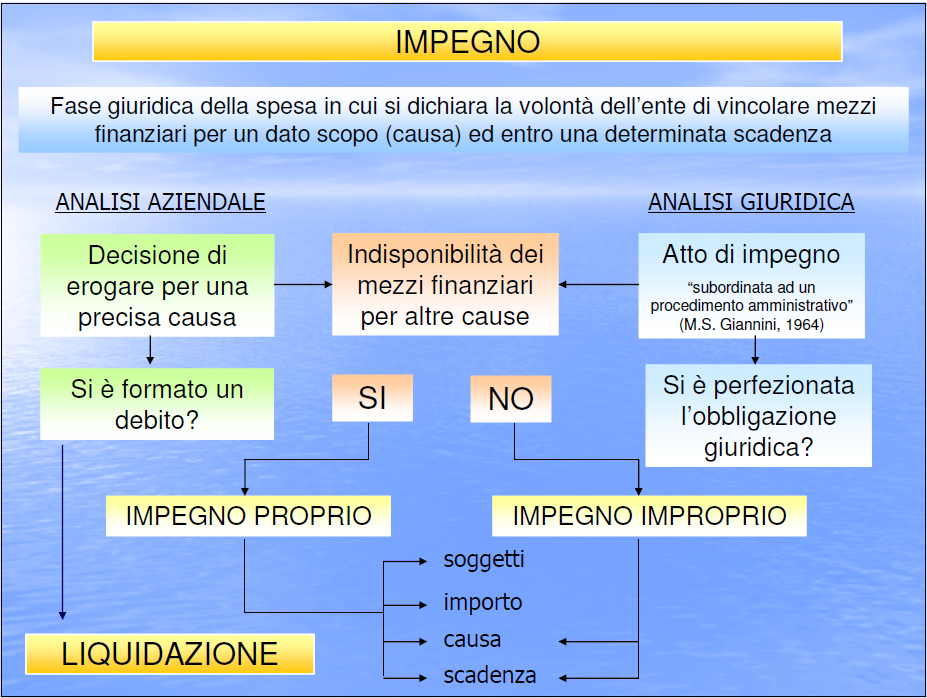 IMPEGNO
Fase giuridica della spesa in cui si dichiara la volontà dell'ente di vincolare mezzi
finanziari per un dato scopo (causa) ed entro una determinata scadenza
ANALISI AZIENDALE
ANALISI GIURIDICA
Decisione di
erogare per una
precisa causa
Indisponibilità dei
mezzi finanziari
per altre cause
Atto di impegno
“subordinata ad un
procedimento amministrativo”
(M.S. Giannini, 1964)
Si è formato un
debito?
SI
NO
Si è perfezionata
l'obbligazione
giuridica?
IMPEGNO PROPRIO
IMPEGNO IMPROPRIO
soggetti
importo
causa
scadenza
LIQUIDAZIONE